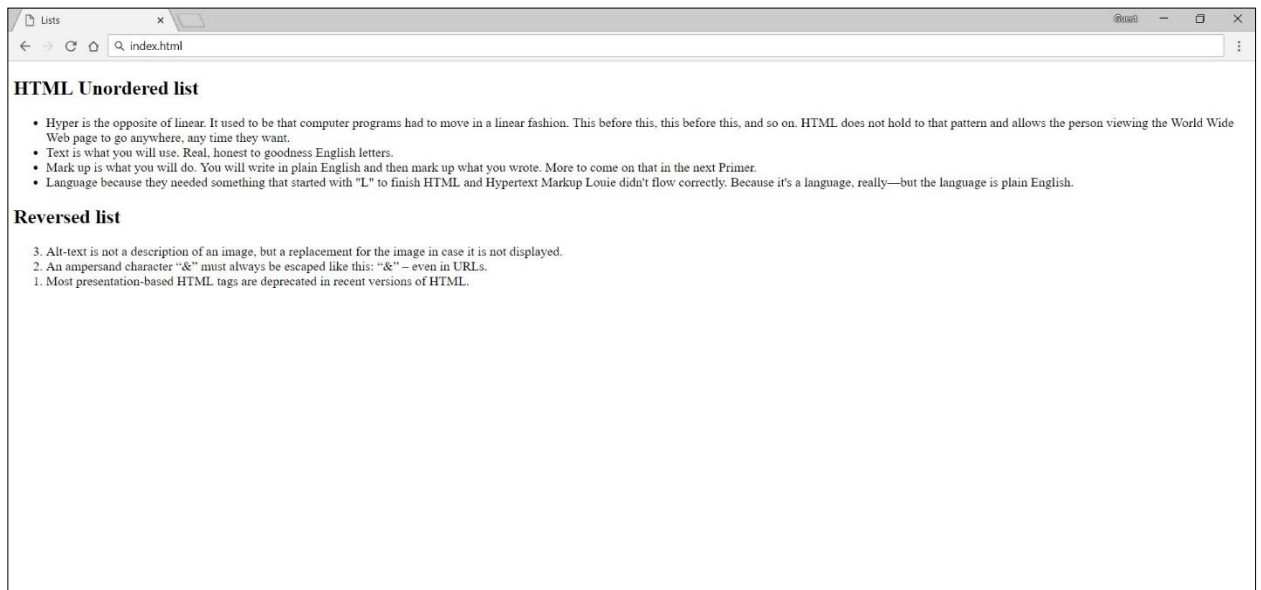 Lists
Guest
index.html
HTML Unordered list
• Hyper is the opposite of linear. It used to be that computer programs had to move in a linear fashion. This before this, this before this, and so on. HTML does not hold to that pattern and allows the person viewing the World Wide
Web page to go anywhere, any time they want.
• Text is what you will use. Real, honest to goodness English letters.
• Mark up is what you will do. You will write in plain English and then mark up what you wrote. More to come on that in the next Primer.
• Language because they needed something that started with "L" to finish HTML and Hypertext Markup Louie didn't flow correctly. Because it's a language, really—but the language is plain English.
Reversed list
3. Alt-text is not a description of an image, but a replacement for the image in case it is not displayed.
2. An ampersand character “&” must always be escaped like this: “&” – even in URLs.
1. Most presentation-based HTML tags are deprecated in recent versions of HTML.